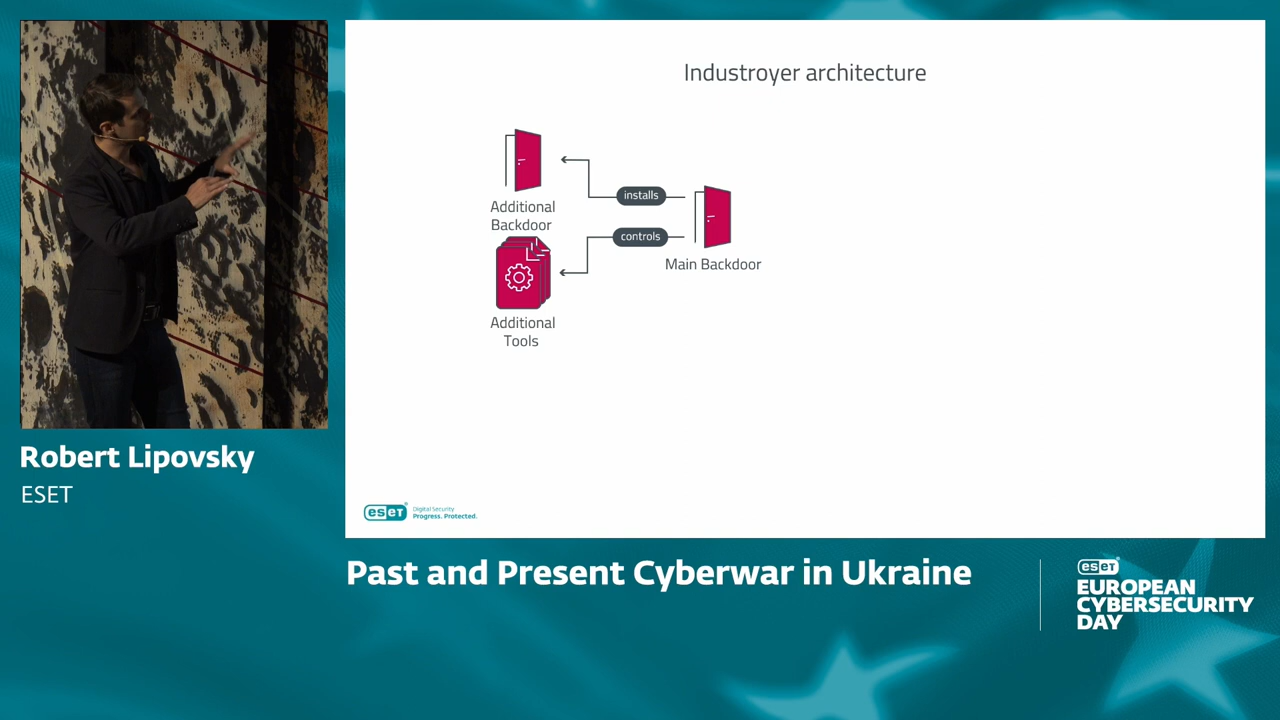 Industroyer architecture
Additional
Backdoor
installs
controls
Main Backdoor
Additional
Tools
eset
Digital Security
Progress. Protected.
Robert Lipovsky
ESET
Past and Present Cyberwar in Ukraine
eset
EUROPEAN
CYBERSECURITY
DAY